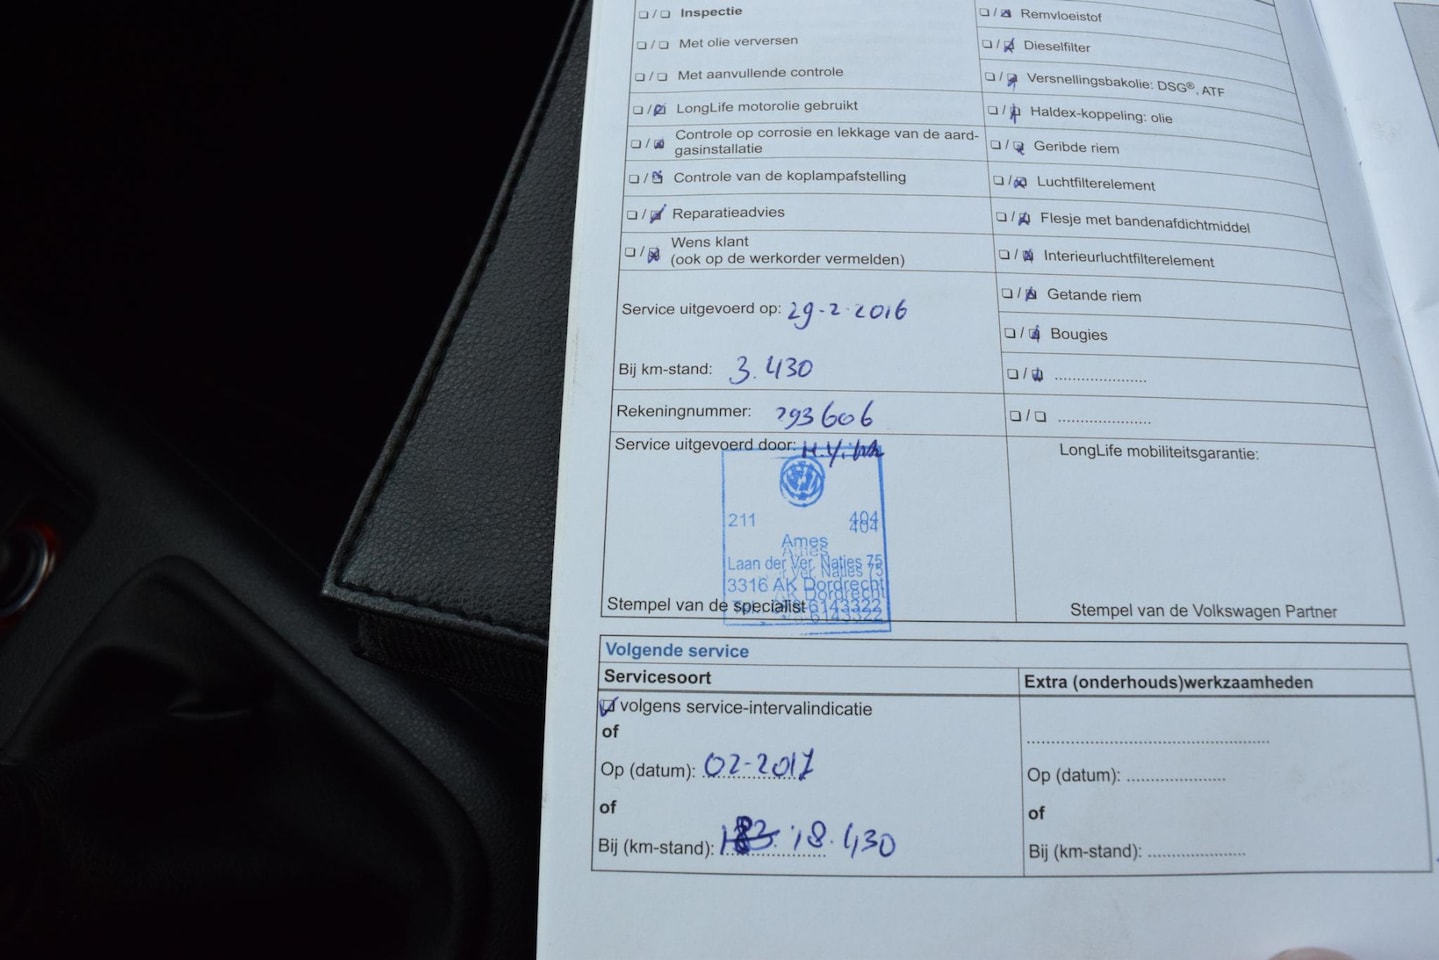 Inspectie
Met olie verversen
Met aanvullende controle
LongLife motorolie gebruikt
Controle op corrosie en lekkage van de aard-
gasinstallatie
Controle van de koplampafstelling
Reparatieadvies
Wens klant
(ook op de werkorder vermelden)
Service uitgevoerd op: 29-2-2016
Bij km-stand: 3.430
Rekeningnummer: 293606
Service uitgevoerd door:
211 404
Ames
Laan der Ver. Naties 75
3316 AK Dordrecht
6143322
Stempel van de specialist
Remvloeistof
Dieselfilter
Versnellingsbakolie: DSG®, ATF
Haldex-koppeling: olie
Geribde riem
Luchtfilterelement
Flesje met bandenafdichtmiddel
Interieurluchtfilterelement
Getande riem
Bougies
LongLife mobiliteitsgarantie:
Stempel van de Volkswagen Partner
Volgende service
Servicesoort
volgens service-intervalindicatie
of
Op (datum): 02-2017
of
Bij (km-stand): 18.430
Extra (onderhouds)werkzaamheden
Op (datum):
of
Bij (km-stand):